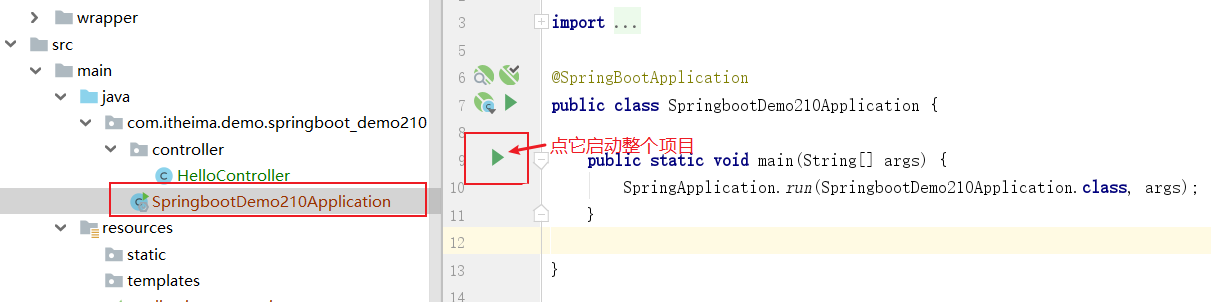 wrapper
src
main
java
com.itheima.demo.springboot_demo210
controller
HelloController
SpringbootDemo210Application
resources
static
templates
3 import ...
5
6 @SpringBootApplication
7 public class SpringbootDemo210Application {
8
点它启动整个项目
9 public static void main(String[] args) {
10 SpringApplication.run(SpringbootDemo210Application.class, args);
11 }
12
13 }
14